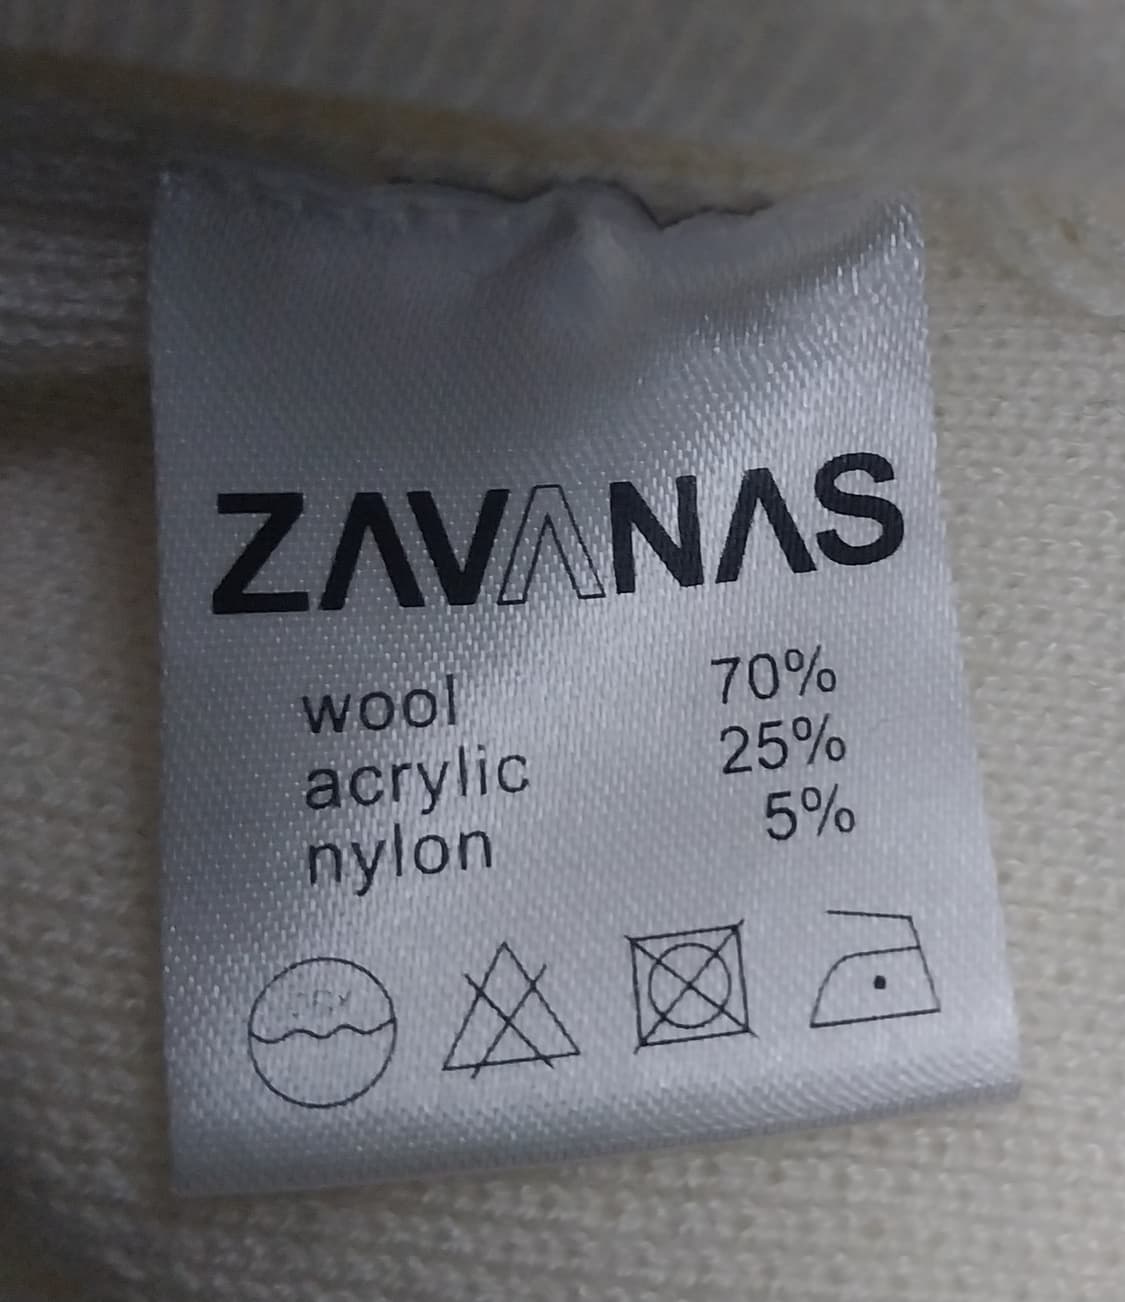 ZAVANAS
wool 70%
acrylic 25%
nylon 5%